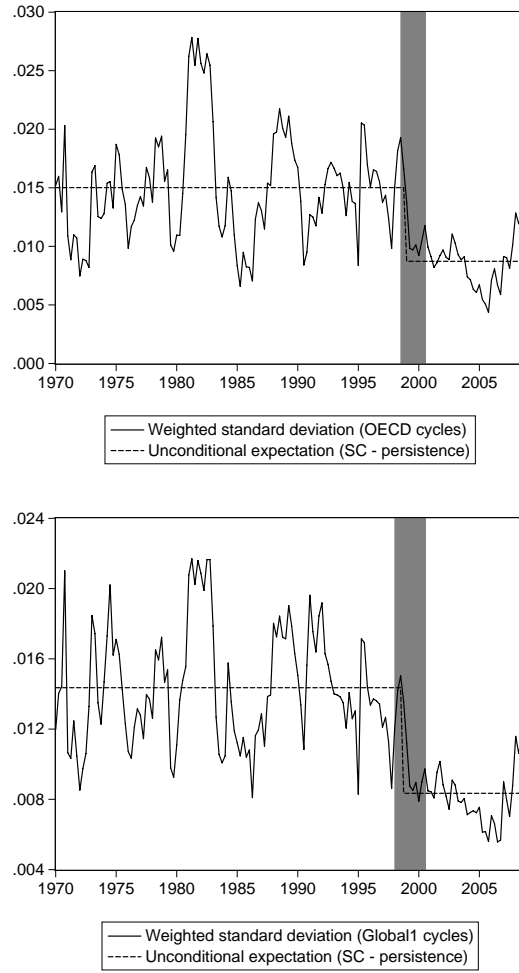 .030
.025
.020
.015
.010
.005
.000
1970 1975 1980 1985 1990 1995 2000 2005
Weighted standard deviation (OECD cycles)
Unconditional expectation (SC - persistence)
.024
.020
.016
.012
.008
.004
1970 1975 1980 1985 1990 1995 2000 2005
Weighted standard deviation (Global1 cycles)
Unconditional expectation (SC - persistence)